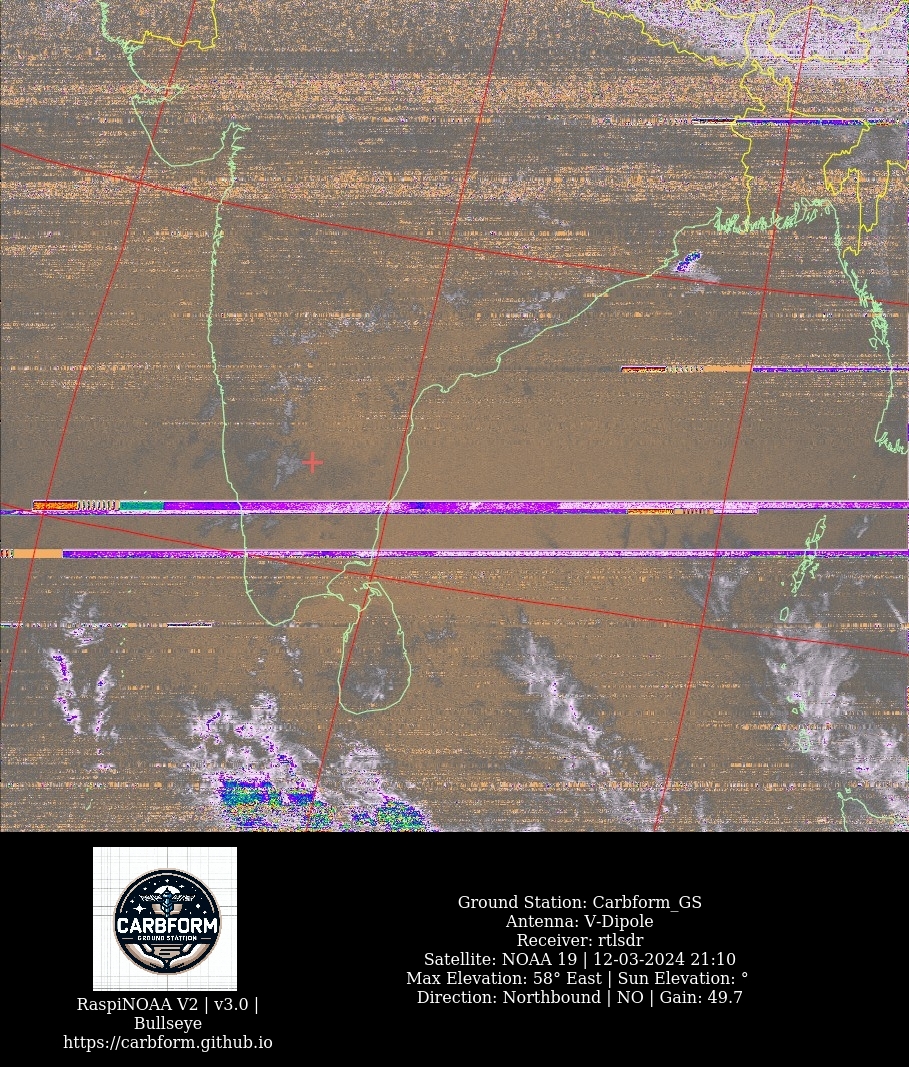 CARBFORM
GROUND STATION
RaspiNOAA V2 | v3.0 |
Bullseye
https://carbform.github.io
Ground Station: Carbform_GS
Antenna: V-Dipole
Receiver: rtlsdr
Satellite: NOAA 19 | 12-03-2024 21:10
Max Elevation: 58° East | Sun Elevation: °
Direction: Northbound | NO | Gain: 49.7